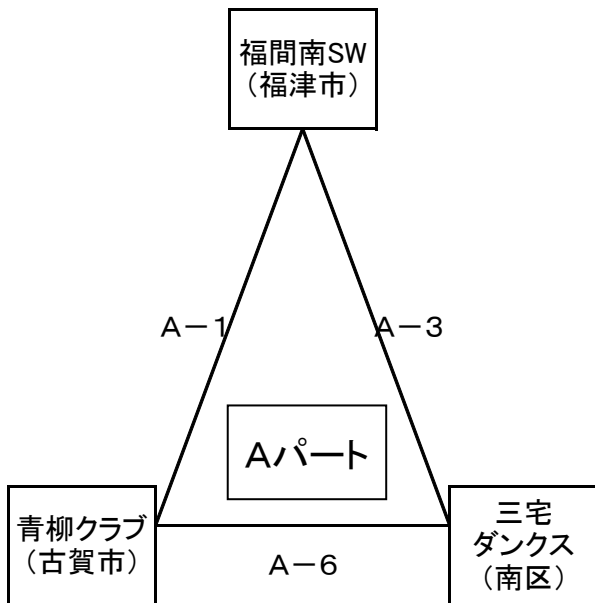 福間南SW
（福津市）
A－1
A－3
Aパート
青柳クラブ
（古賀市）
A－6
三宅
ダンクス
（南区）